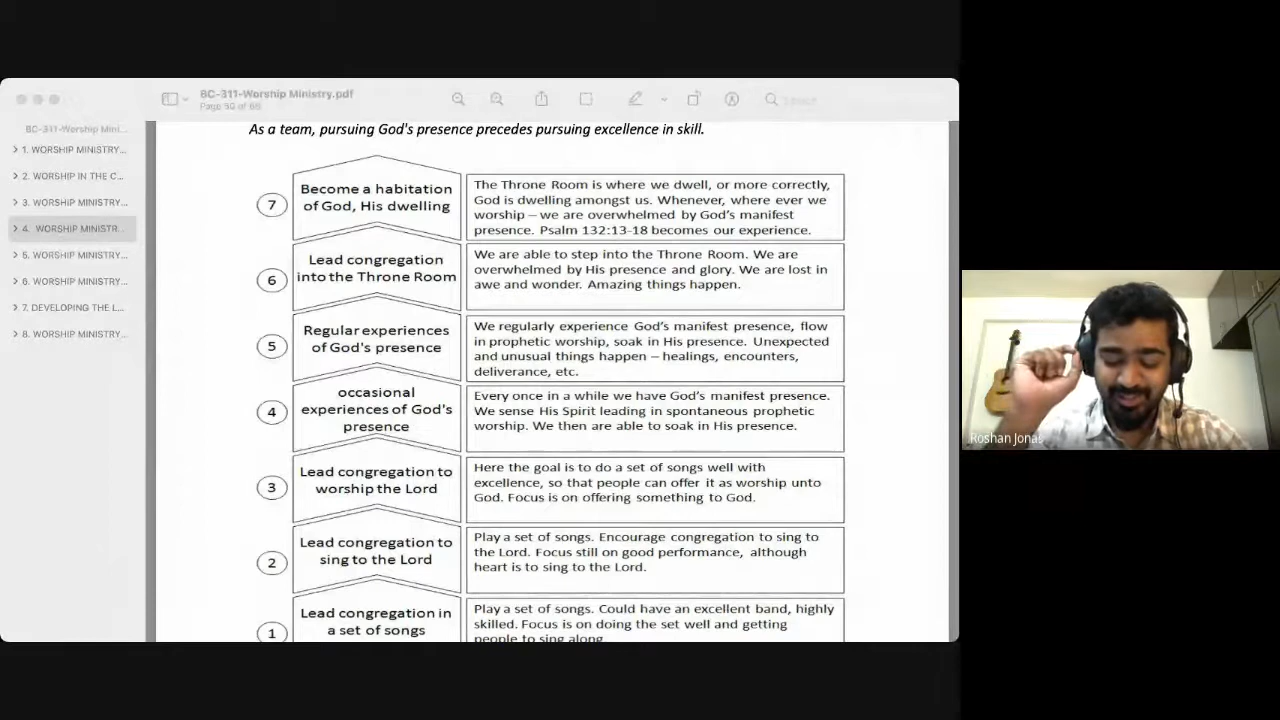 BC-311-Worship Ministry.pdf
Page 30 of 68
Search
BC-311-Worship Mini...
1. WORSHIP MINISTRY...
2. WORSHIP IN THE C...
3. WORSHIP MINISTRY...
4. WORSHIP MINISTR...
5. WORSHIP MINISTRY...
6. WORSHIP MINISTRY...
7. DEVELOPING THE L...
8. WORSHIP MINISTRY...
As a team, pursuing God's presence precedes pursuing excellence in skill.
7
Become a habitation
of God, His dwelling
The Throne Room is where we dwell, or more correctly,
God is dwelling amongst us. Whenever, where ever we
worship – we are overwhelmed by God's manifest
presence. Psalm 132:13-18 becomes our experience.
6
Lead congregation
into the Throne Room
We are able to step into the Throne Room. We are
overwhelmed by His presence and glory. We are lost in
awe and wonder. Amazing things happen.
5
Regular experiences
of God's presence
We regularly experience God's manifest presence, flow
in prophetic worship, soak in His presence. Unexpected
and unusual things happen – healings, encounters,
deliverance, etc.
4
occasional
experiences of God's
presence
Every once in a while we have God's manifest presence.
We sense His Spirit leading in spontaneous prophetic
worship. We then are able to soak in His presence.
3
Lead congregation to
worship the Lord
Here the goal is to do a set of songs well with
excellence, so that people can offer it as worship unto
God. Focus is on offering something to God.
2
Lead congregation to
sing to the Lord
Play a set of songs. Encourage congregation to sing to
the Lord. Focus still on good performance, although
heart is to sing to the Lord.
1
Lead congregation in
a set of songs
Play a set of songs. Could have an excellent band, highly
skilled. Focus is on doing the set well and getting
people to sing along.
Roshan Jonas